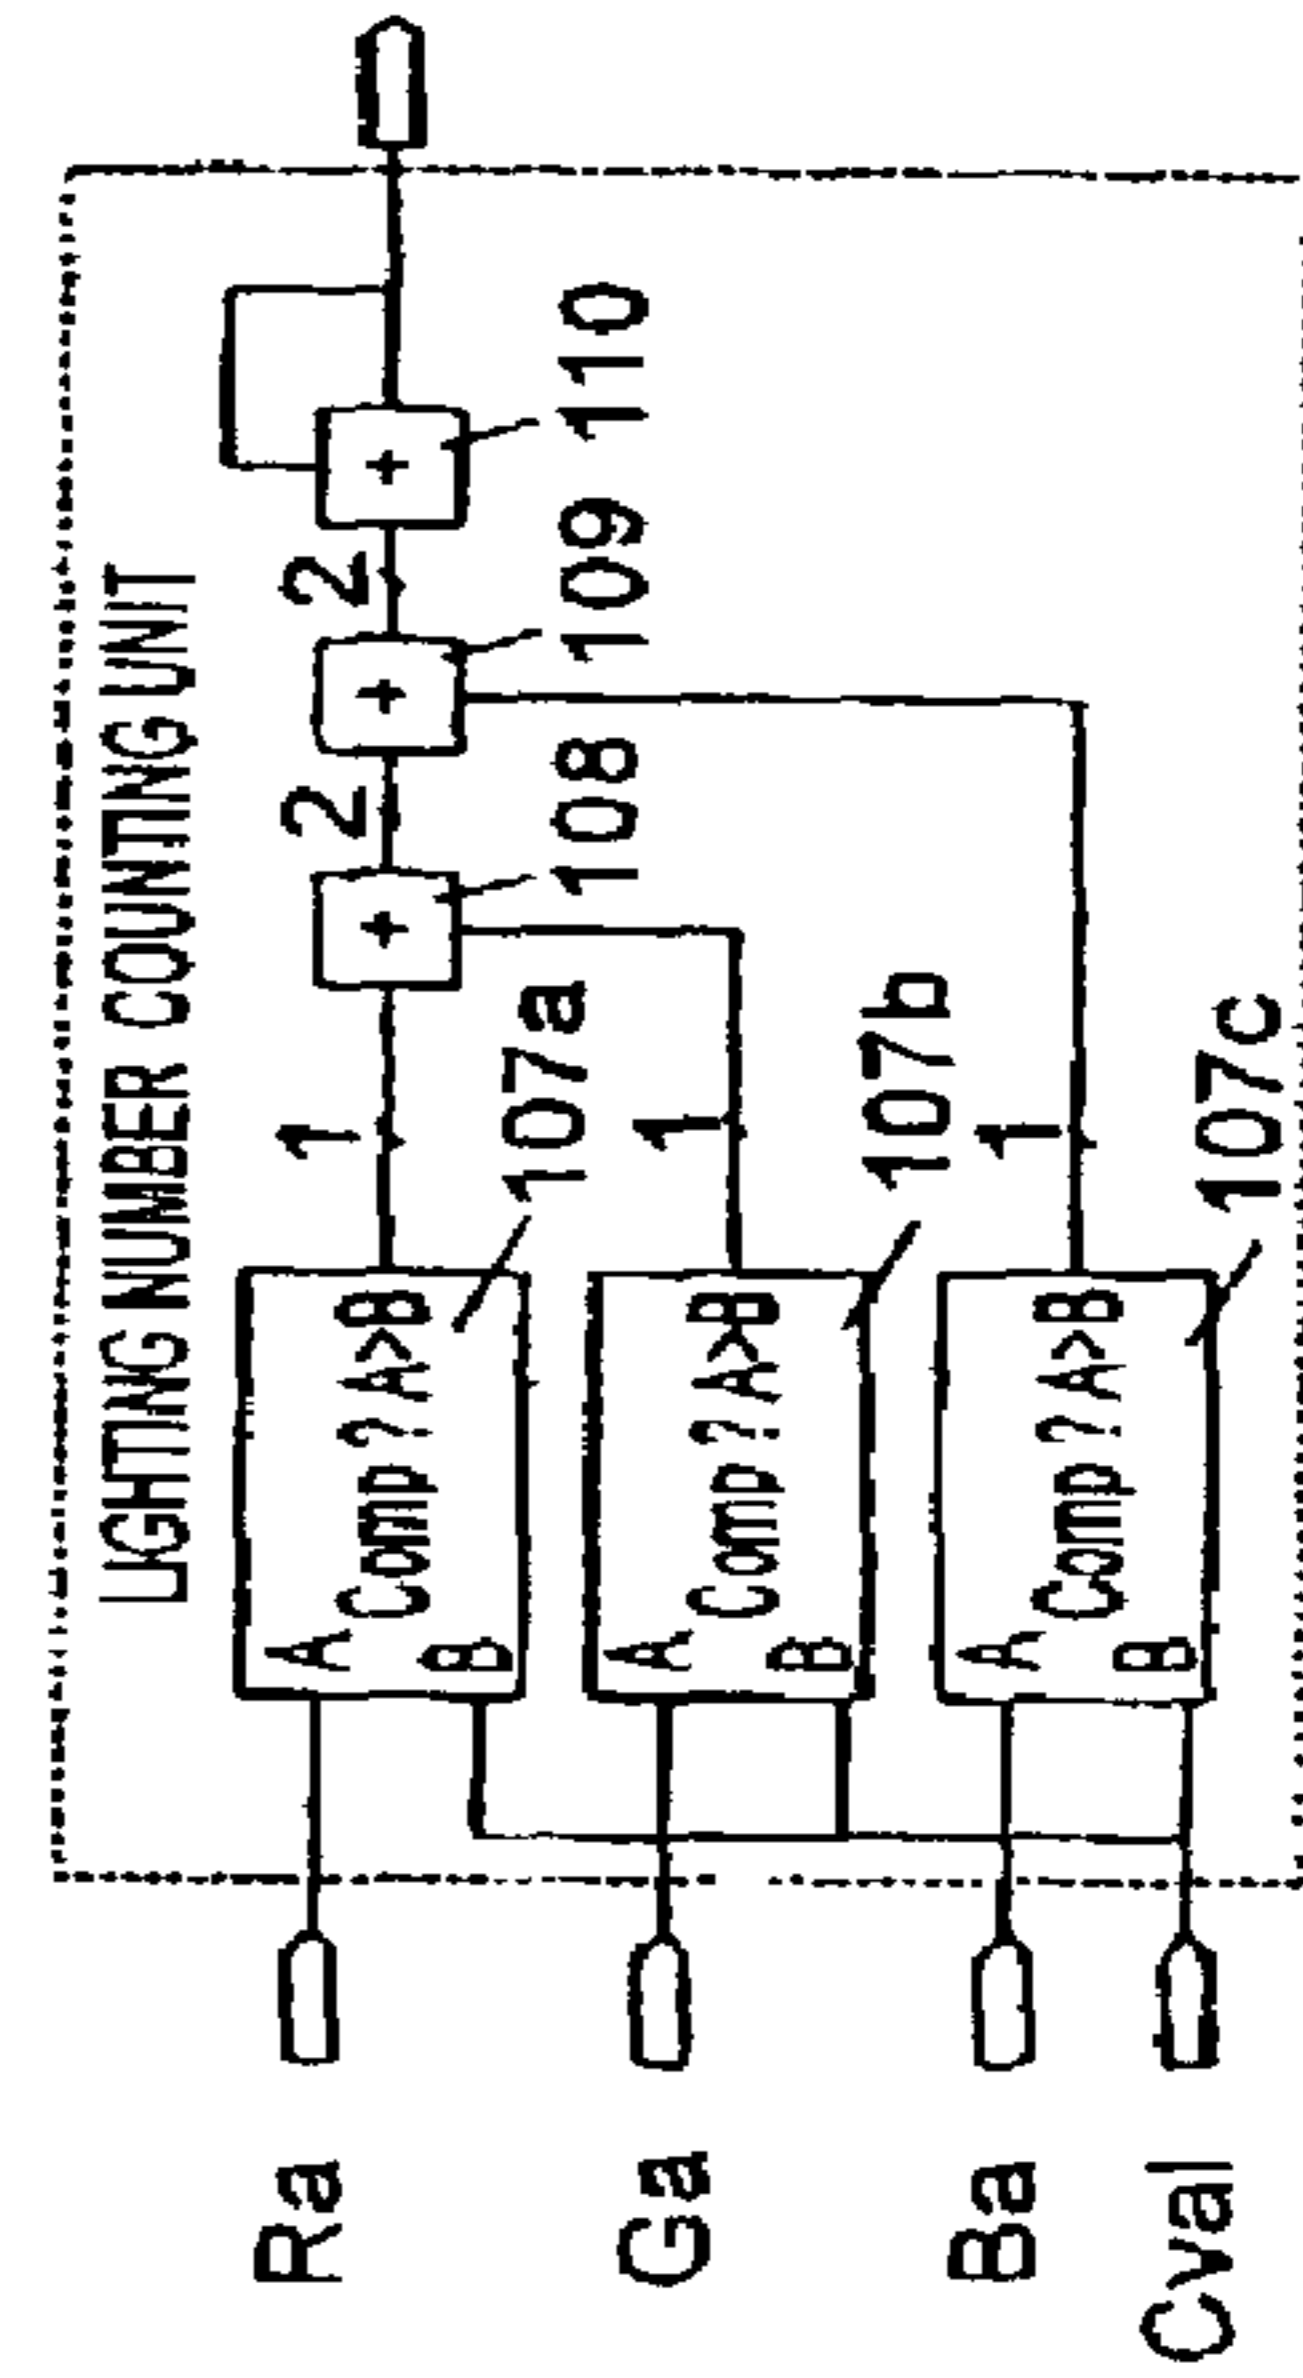 LIGHTING NUMBER COUNTING UNIT
Ra
A
Comp ? A>B
B
107a
1
108
2
109
2
110
+
+
+
Ga
A
Comp ? A>B
B
107b
1
Ba
A
Comp ? A>B
B
107c
1
Cval